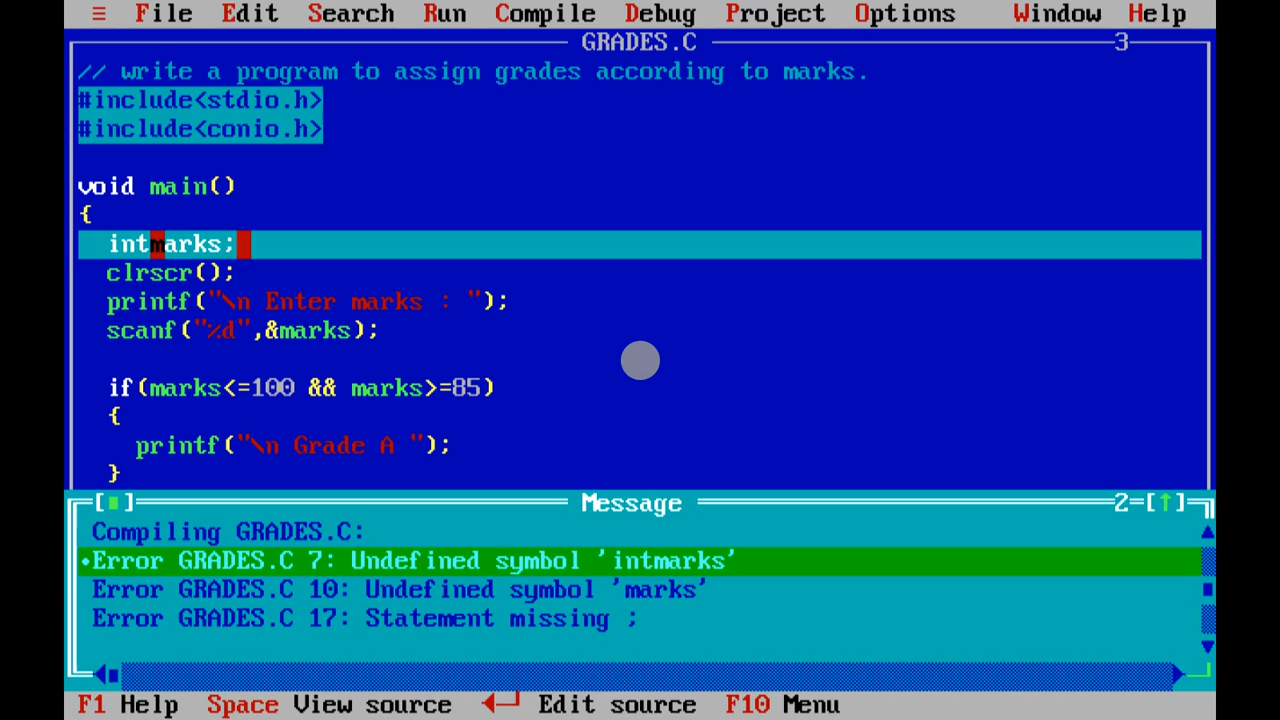 ≡ File Edit Search Run Compile Debug Project Options Window Help
GRADES.C 3
// write a program to assign grades according to marks.
#include<stdio.h>
#include<conio.h>
void main()
{
intmarks;
clrscr();
printf("\n Enter marks : ");
scanf("%d",&marks);
if(marks<=100 && marks>=85)
{
printf("\n Grade A ");
}
[■] Message 2=[↑]
Compiling GRADES.C:
•Error GRADES.C 7: Undefined symbol 'intmarks'
Error GRADES.C 10: Undefined symbol 'marks'
Error GRADES.C 17: Statement missing ;
F1 Help Space View source ◄┘ Edit source F10 Menu